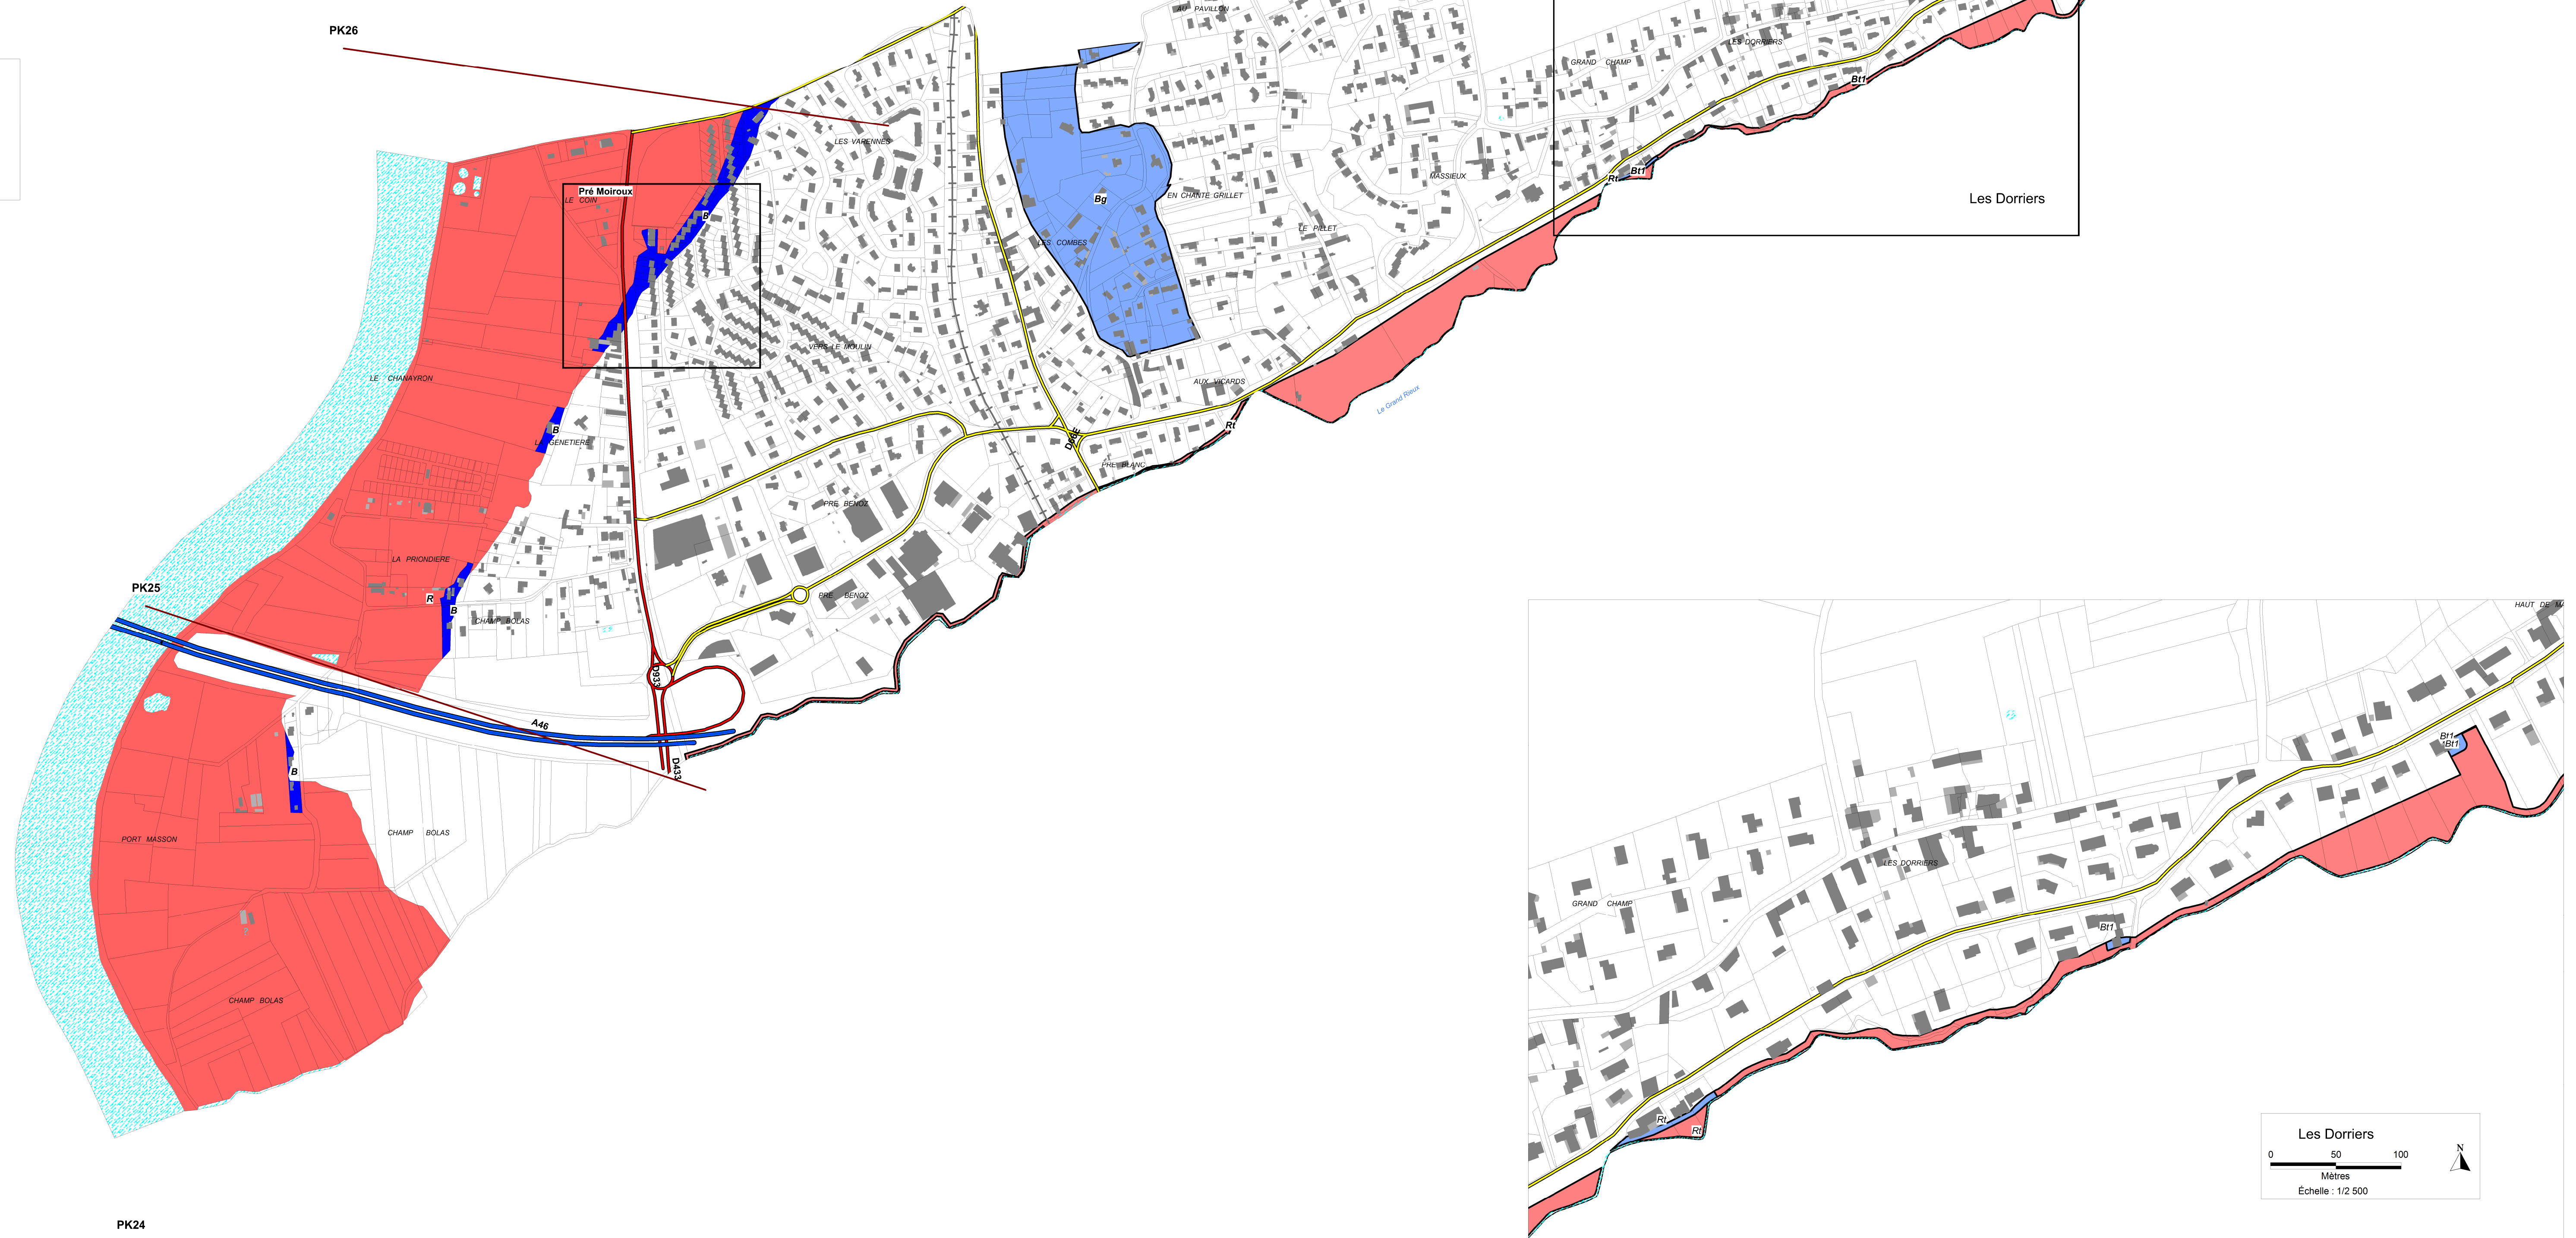 AU PAVILLON
PK26
LES DORRIERS
GRAND CHAMP
Bt1
LES VARENNES
MASSIEUX
Bt1
Rt
Pré Moiroux
LE COIN
EN CHANTE GRILLET
Bg
Les Dorriers
B
LE PILLET
LES COMBES
VERS LE MOULIN
LE CHANAYRON
AUX VICARDS
Le Grand Rieux
Rt
B
LA GENETIERE
D66E
PRE BLANC
PRE BENOZ
LA PRIONDIERE
PK25
R
B
PRE BENOZ
CHAMP BOLAS
D933
A46
D433
B
PORT MASSON
CHAMP BOLAS
CHAMP BOLAS
PK24
HAUT DE MA
Bt1
Bt1
LES DORRIERS
GRAND CHAMP
Bt1
Rt
Rt
Les Dorriers
0 50 100
Mètres
Échelle : 1/2 500
N